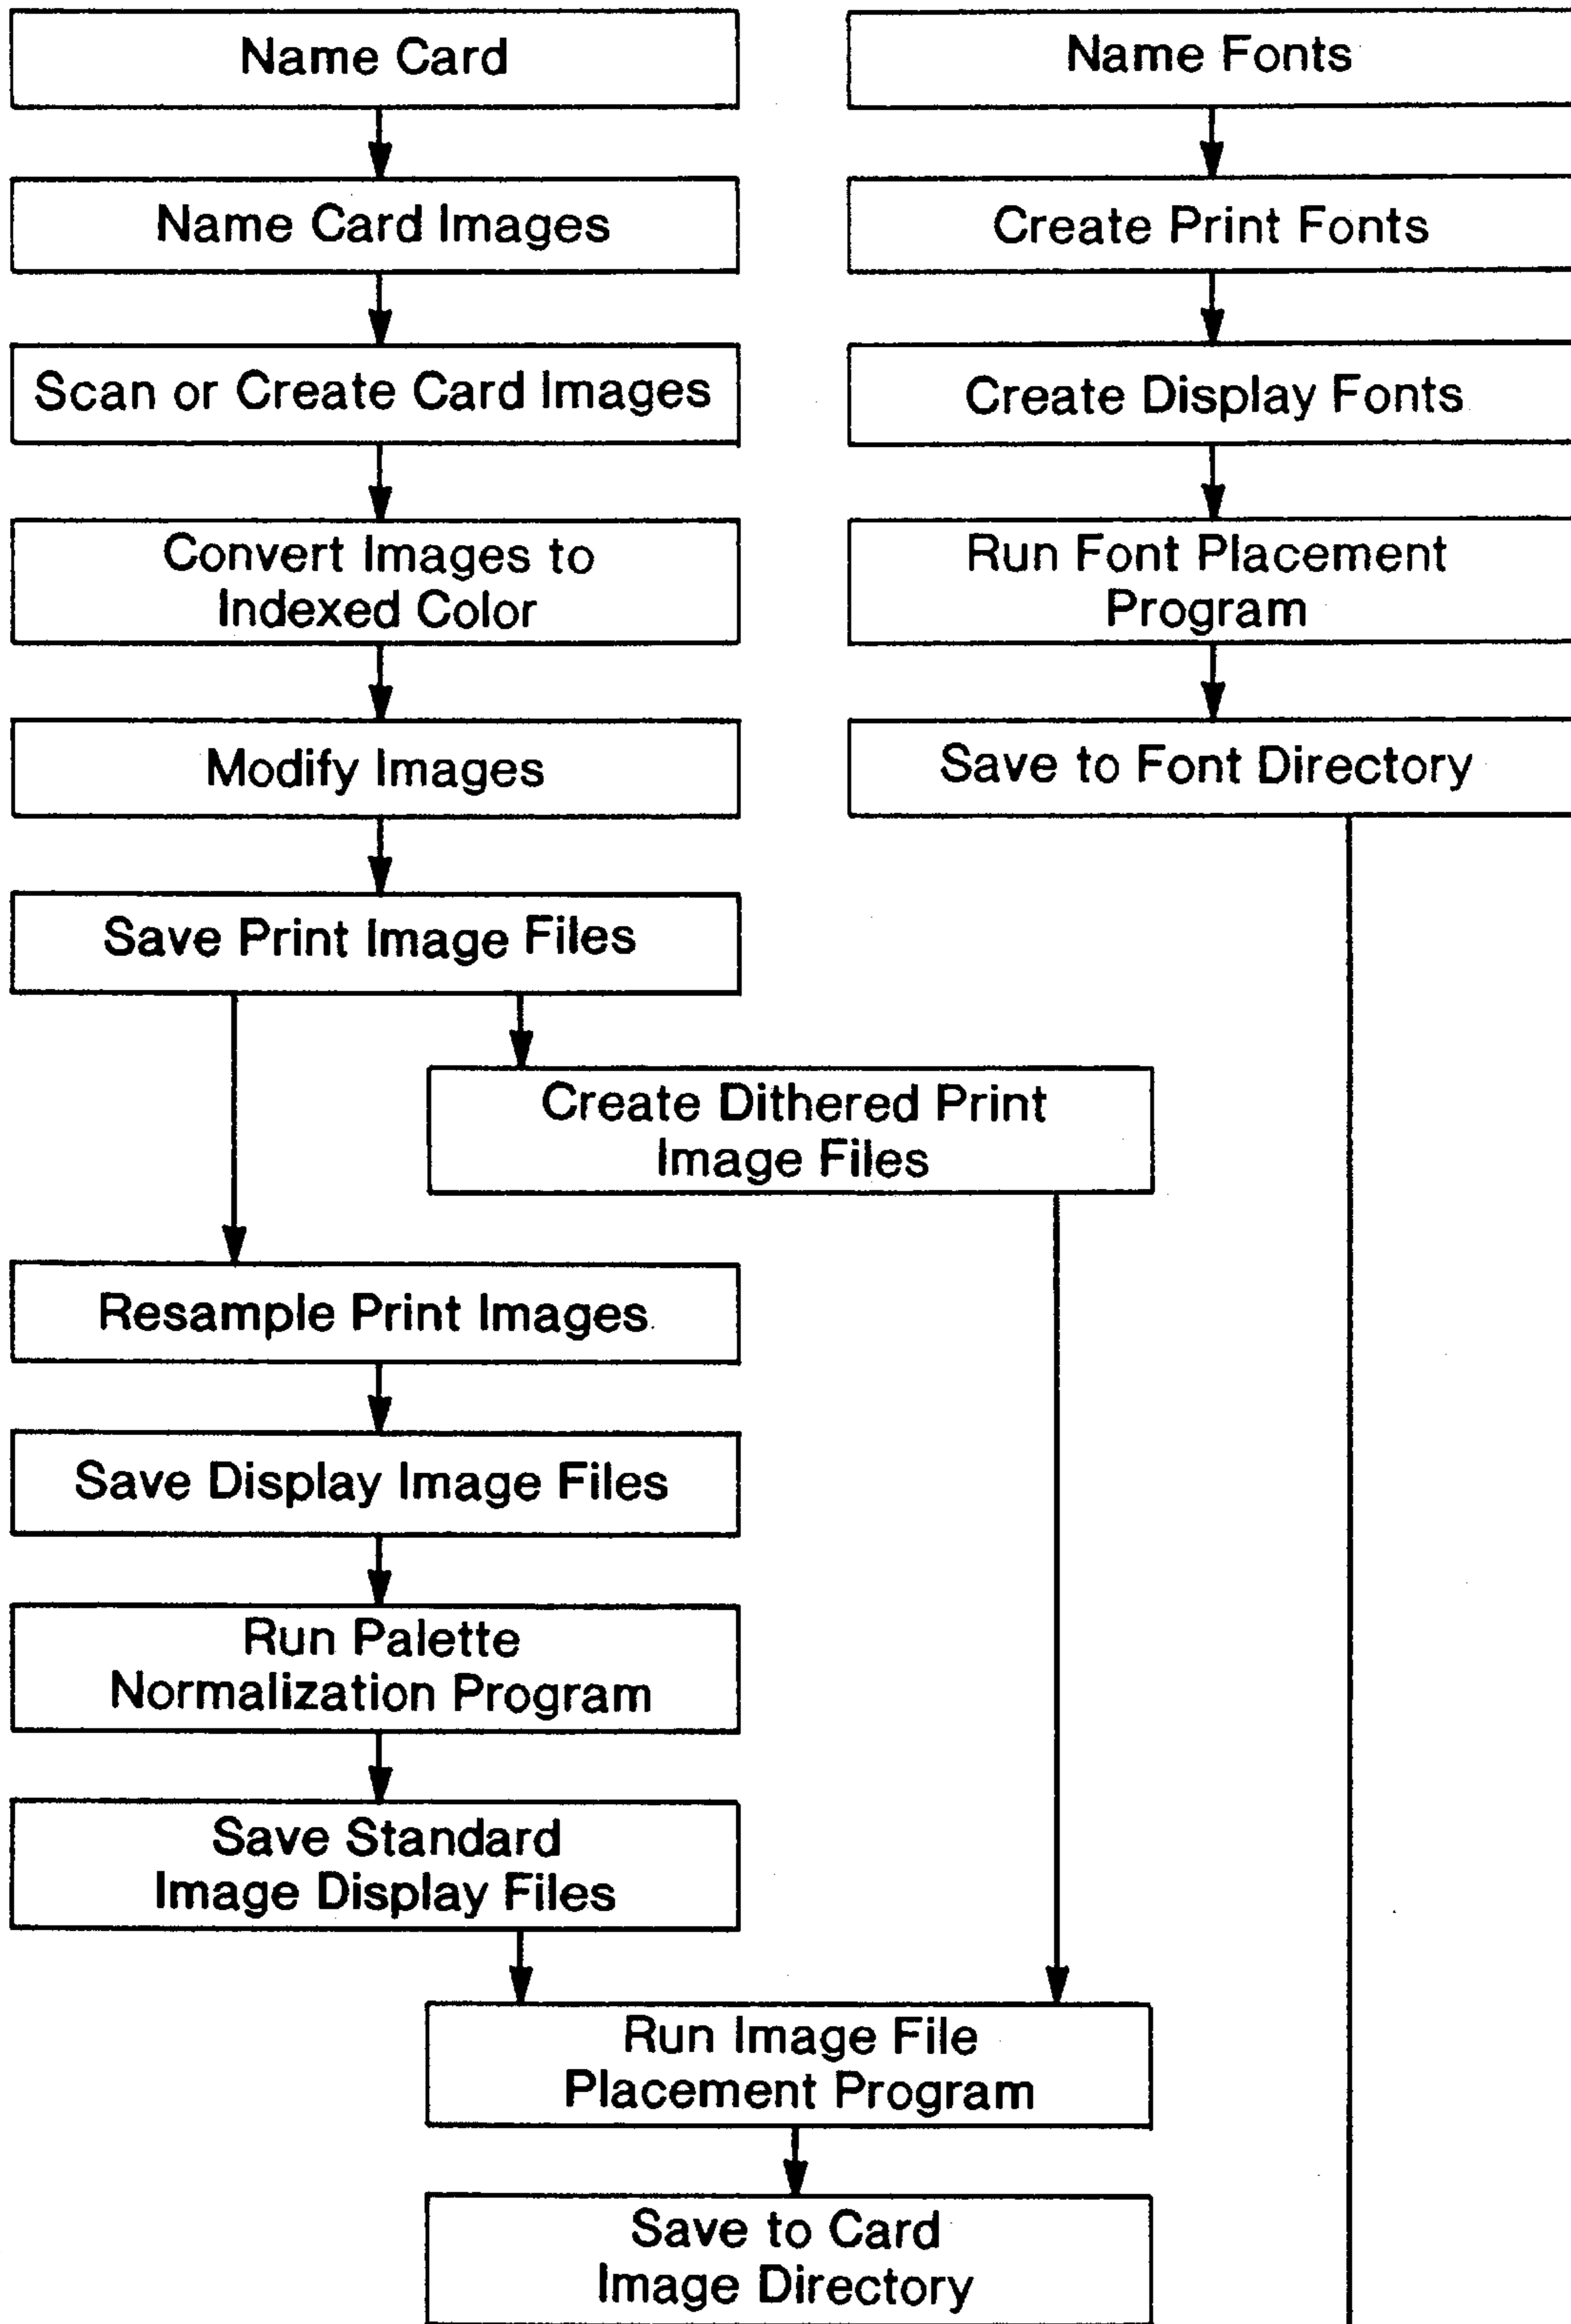 Name Card
Name Card Images
Scan or Create Card Images
Convert Images to
Indexed Color
Modify Images
Save Print Image Files
Create Dithered Print
Image Files
Resample Print Images
Save Display Image Files
Run Palette
Normalization Program
Save Standard
Image Display Files
Run Image File
Placement Program
Save to Card
Image Directory
Name Fonts
Create Print Fonts
Create Display Fonts
Run Font Placement
Program
Save to Font Directory